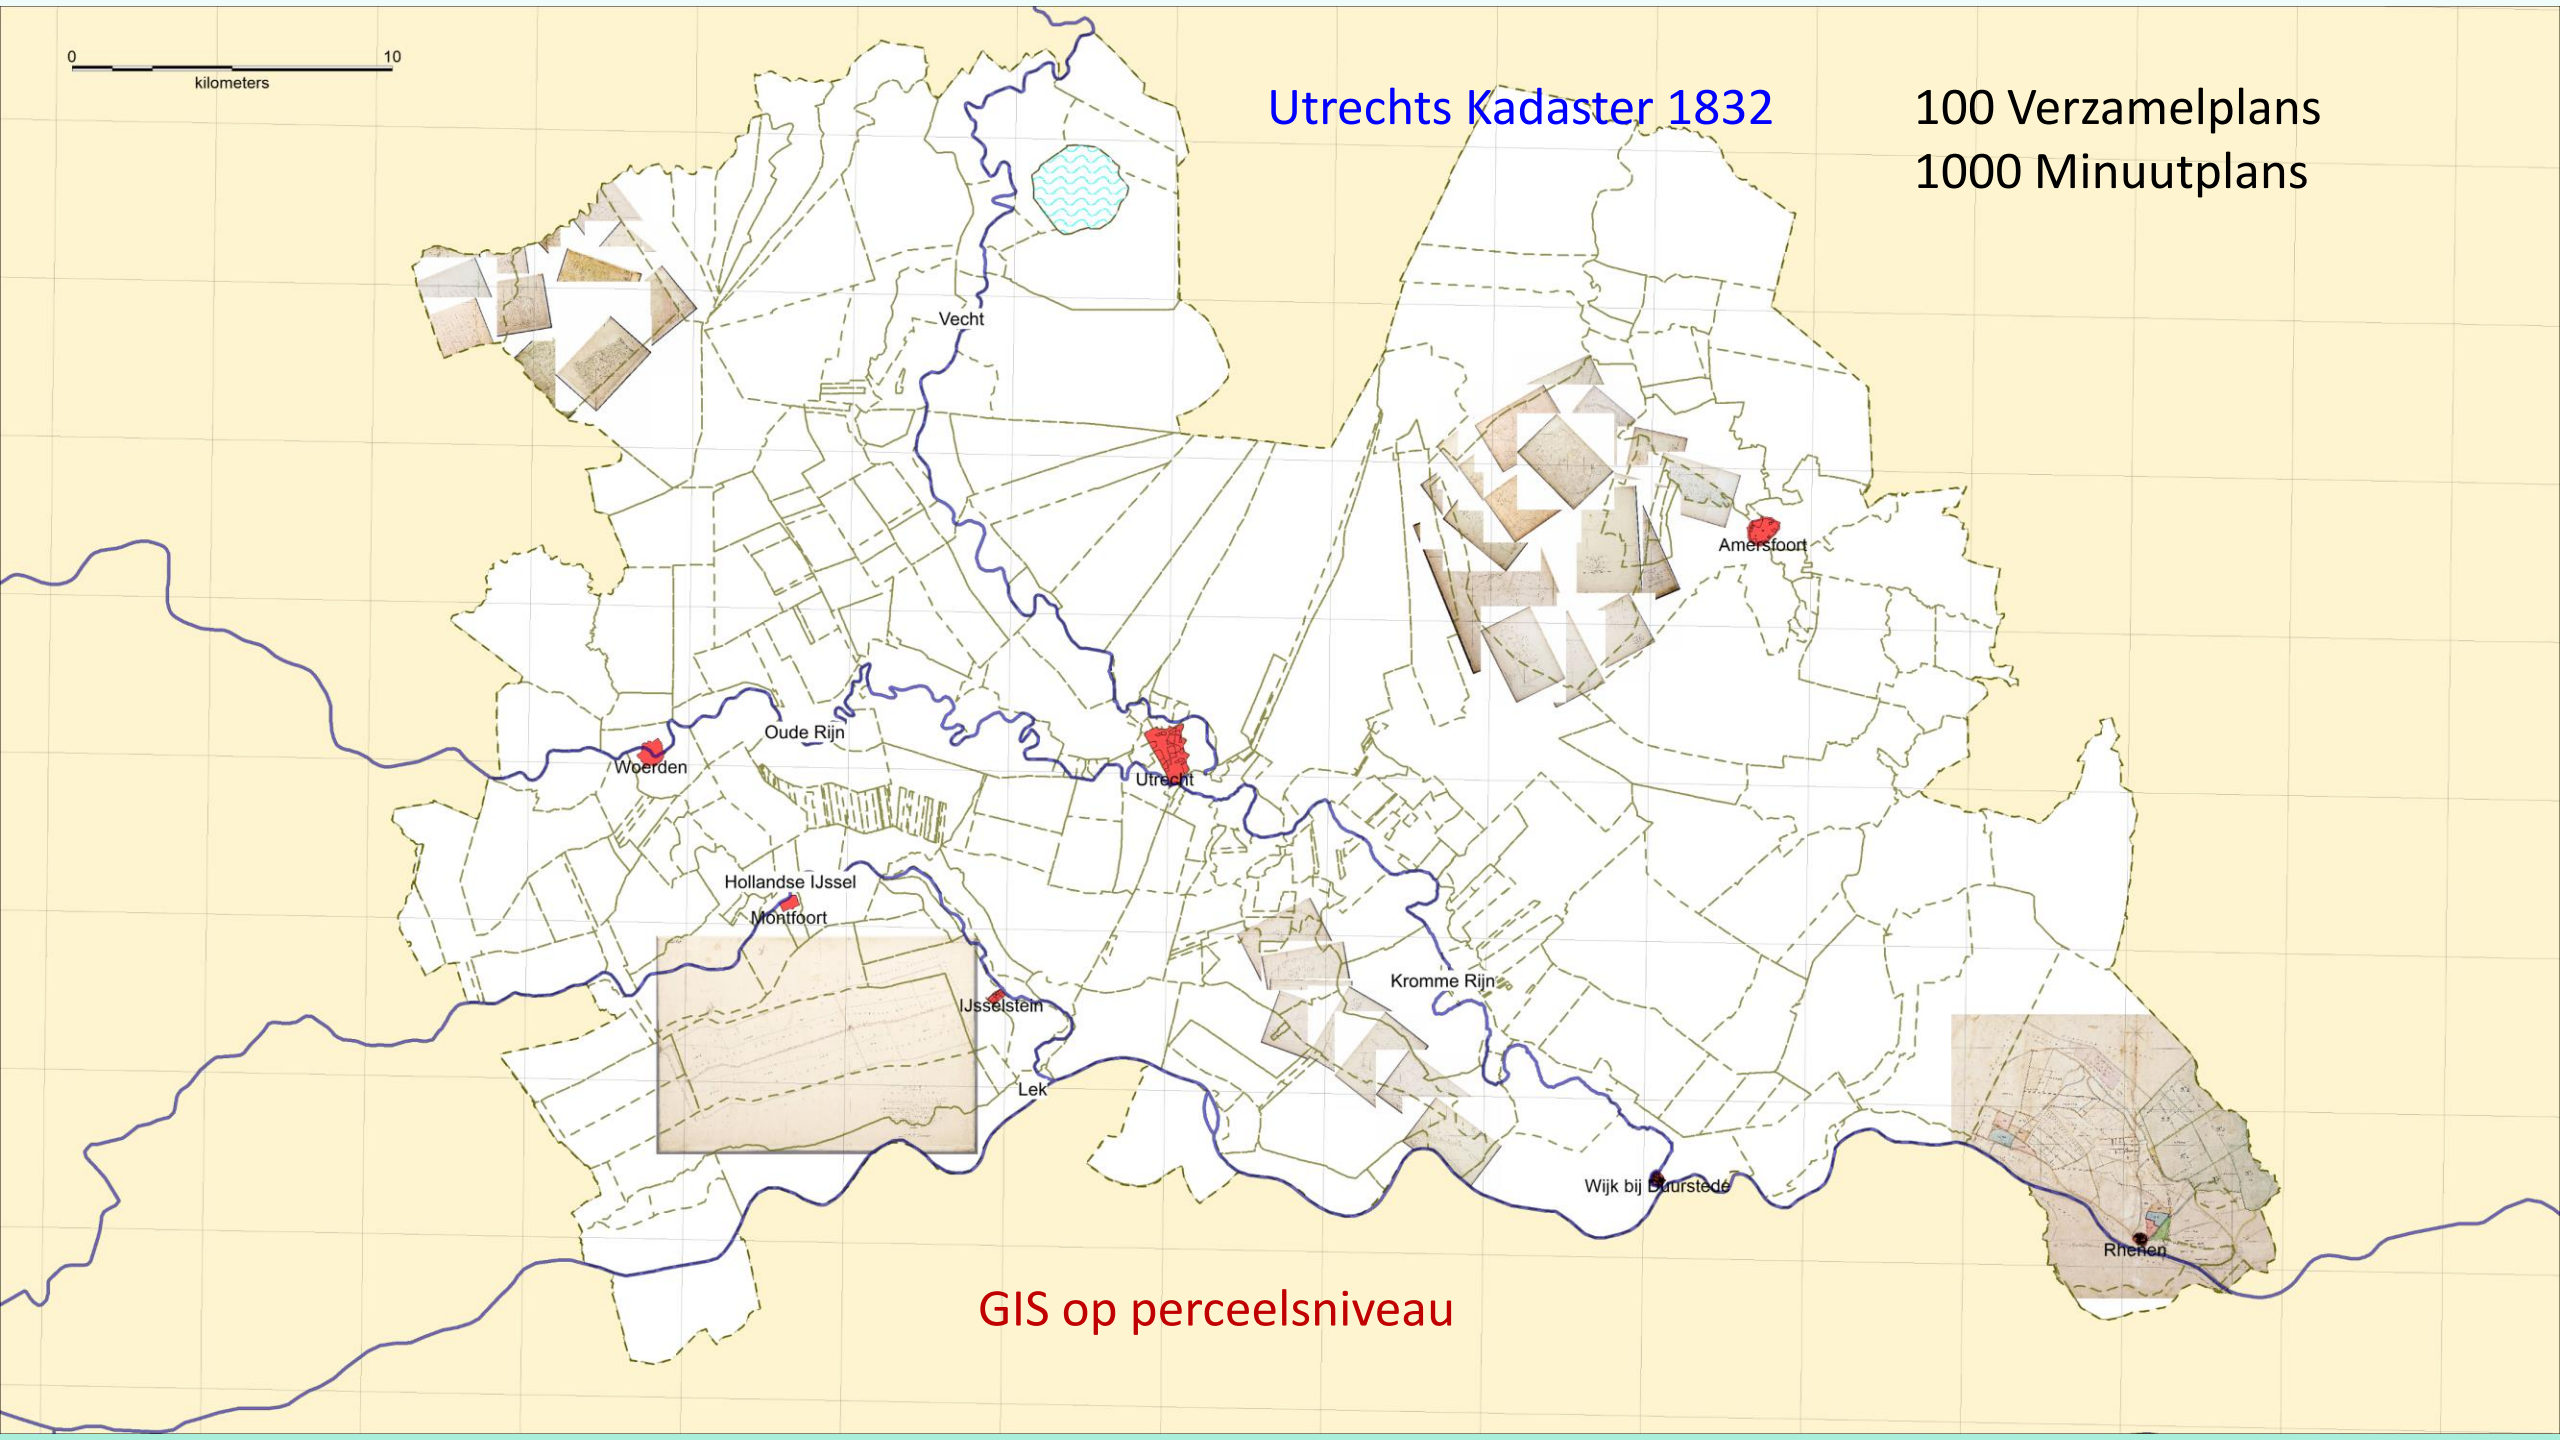 0 10
kilometers
Utrechts Kadaster 1832
100 Verzamelplans
1000 Minuutplans
Vecht
Amersfoort
Oude Rijn
Woerden
Utrecht
Hollandse IJssel
Montfoort
Kromme Rijn
IJsselstein
Lek
Wijk bij Duurstede
Rhenen
GIS op perceelsniveau